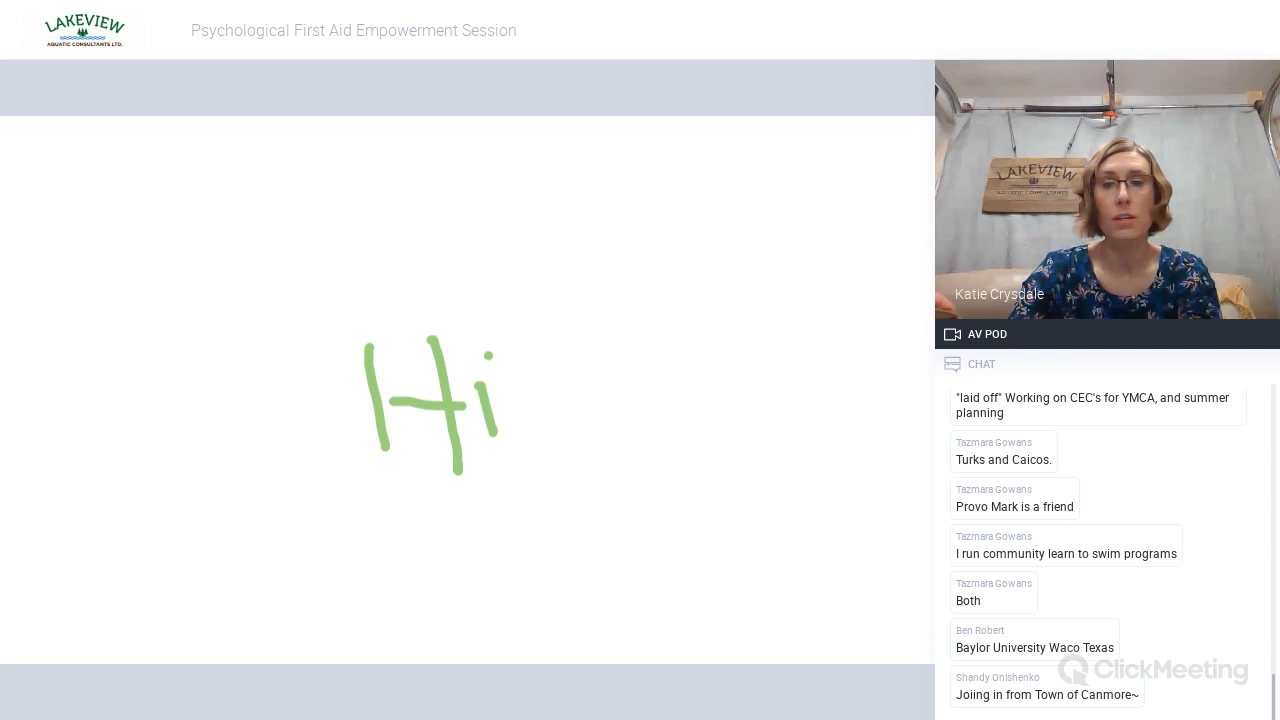 LAKEVIEW
AQUATIC CONSULTANTS LTD.
Psychological First Aid Empowerment Session
Hi
LAKEVIEW
AQUATIC CONSULTANTS
Katie Crysdale
AV POD
CHAT
"laid off" Working on CEC's for YMCA, and summer
planning
Tazmara Gowans
Turks and Caicos.
Tazmara Gowans
Provo Mark is a friend
Tazmara Gowans
I run community learn to swim programs
Tazmara Gowans
Both
Ben Robert
Baylor University Waco Texas
ClickMeeting
Shandy Onishenko
Joiing in from Town of Canmore~